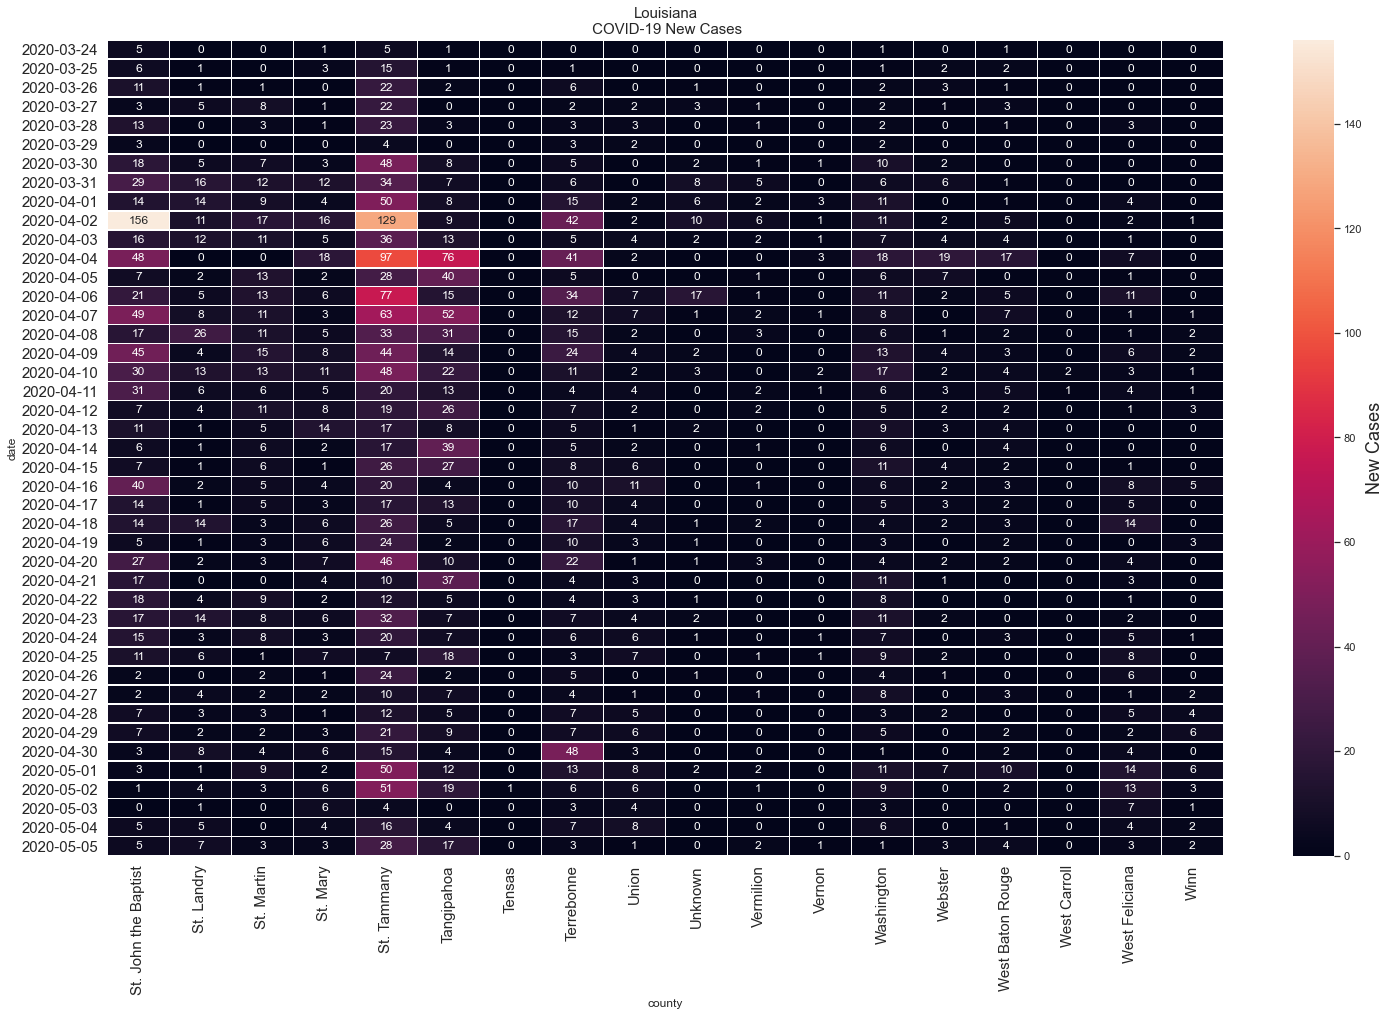 Louisiana
COVID-19 New Cases
2020-03-24 5 0 0 1 5 1 0 0 0 0 0 0 1 0 1 0 0 0
2020-03-25 6 1 0 3 15 1 0 1 0 0 0 0 1 2 2 0 0 0
2020-03-26 11 1 1 0 22 2 0 6 0 1 0 0 2 3 1 0 0 0
2020-03-27 3 5 8 1 22 0 0 2 2 3 1 0 2 1 3 0 0 0
2020-03-28 13 0 3 1 23 3 0 3 3 0 1 0 2 0 1 0 3 0
2020-03-29 3 0 0 0 4 0 0 3 2 0 0 0 2 0 0 0 0 0
2020-03-30 18 5 7 3 48 8 0 5 0 2 1 1 10 2 0 0 0 0
2020-03-31 29 16 12 12 34 7 0 6 0 8 5 0 6 6 1 0 0 0
2020-04-01 14 14 9 4 50 8 0 15 2 6 2 3 11 0 1 0 4 0
2020-04-02 156 11 17 16 129 9 0 42 2 10 6 1 11 2 5 0 2 1
2020-04-03 16 12 11 5 36 13 0 5 4 2 2 1 7 4 4 0 1 0
2020-04-04 48 0 0 18 97 76 0 41 2 0 0 3 18 19 17 0 7 0
2020-04-05 7 2 13 2 28 40 0 5 0 0 1 0 6 7 0 0 1 0
2020-04-06 21 5 13 6 77 15 0 34 7 17 1 0 11 2 5 0 11 0
2020-04-07 49 8 11 3 63 52 0 12 7 1 2 1 8 0 7 0 1 1
2020-04-08 17 26 11 5 33 31 0 15 2 0 3 0 6 1 2 0 1 2
2020-04-09 45 4 15 8 44 14 0 24 4 2 0 0 13 4 3 0 6 2
2020-04-10 30 13 13 11 48 22 0 11 2 3 0 2 17 2 4 2 3 1
2020-04-11 31 6 6 5 20 13 0 4 4 0 2 1 6 3 5 1 4 1
2020-04-12 7 4 11 8 19 26 0 7 2 0 2 0 5 2 2 0 1 3
2020-04-13 11 1 5 14 17 8 0 5 1 2 0 0 9 3 4 0 0 0
2020-04-14 6 1 6 2 17 39 0 5 2 0 1 0 6 0 4 0 0 0
2020-04-15 7 1 6 1 26 27 0 8 6 0 0 0 11 4 2 0 1 0
2020-04-16 40 2 5 4 20 4 0 10 11 0 1 0 6 2 3 0 8 5
2020-04-17 14 1 5 3 17 13 0 10 4 0 0 0 5 3 2 0 5 0
2020-04-18 14 14 3 6 26 5 0 17 4 1 2 0 4 2 3 0 14 0
2020-04-19 5 1 3 6 24 2 0 10 3 1 0 0 3 0 2 0 0 3
2020-04-20 27 2 3 7 46 10 0 22 1 1 3 0 4 2 2 0 4 0
2020-04-21 17 0 0 4 10 37 0 4 3 0 0 0 11 1 0 0 3 0
2020-04-22 18 4 9 2 12 5 0 4 3 1 0 0 8 0 0 0 1 0
2020-04-23 17 14 8 6 32 7 0 7 4 2 0 0 11 2 0 0 2 0
2020-04-24 15 3 8 3 20 7 0 6 6 1 0 1 7 0 3 0 5 1
2020-04-25 11 6 1 7 7 18 0 3 7 0 1 1 9 2 0 0 8 0
2020-04-26 2 0 2 1 24 2 0 5 0 1 0 0 4 1 0 0 6 0
2020-04-27 2 4 2 2 10 7 0 4 1 0 1 0 8 0 3 0 1 2
2020-04-28 7 3 3 1 12 5 0 7 5 0 0 0 3 2 0 0 5 4
2020-04-29 7 2 2 3 21 9 0 7 6 0 0 0 5 0 2 0 2 6
2020-04-30 3 8 4 6 15 4 0 48 3 0 0 0 1 0 2 0 4 0
2020-05-01 3 1 9 2 50 12 0 13 8 2 2 0 11 7 10 0 14 6
2020-05-02 1 4 3 6 51 19 1 6 6 0 1 0 9 0 2 0 13 3
2020-05-03 0 1 0 6 4 0 0 3 4 0 0 0 3 0 0 0 7 1
2020-05-04 5 5 0 4 16 4 0 7 8 0 0 0 6 0 1 0 4 2
2020-05-05 5 7 3 3 28 17 0 3 1 0 2 1 1 3 4 0 3 2
date
St. John the Baptist
St. Landry
St. Martin
St. Mary
St. Tammany
Tangipahoa
Tensas
Terrebonne
Union
Unknown
Vermilion
Vernon
Washington
Webster
West Baton Rouge
West Carroll
West Feliciana
Winn
county
140
120
100
80
60
40
20
0
New Cases